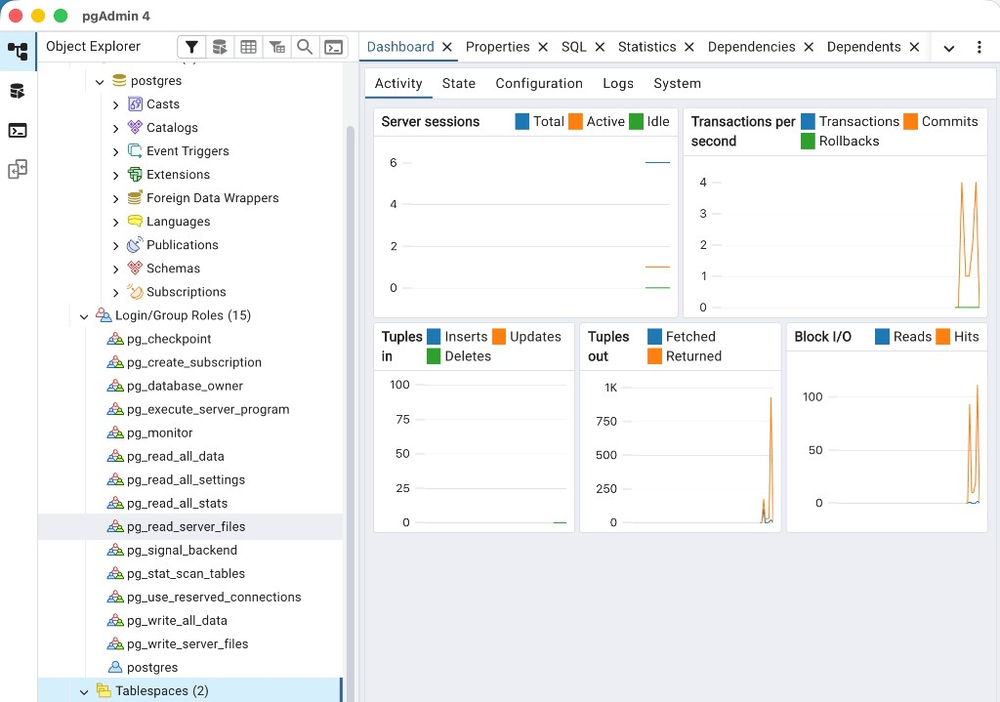 pgAdmin 4
Object Explorer
postgres
Casts
Catalogs
Event Triggers
Extensions
Foreign Data Wrappers
Languages
Publications
Schemas
Subscriptions
Login/Group Roles (15)
pg_checkpoint
pg_create_subscription
pg_database_owner
pg_execute_server_program
pg_monitor
pg_read_all_data
pg_read_all_settings
pg_read_all_stats
pg_read_server_files
pg_signal_backend
pg_stat_scan_tables
pg_use_reserved_connections
pg_write_all_data
pg_write_server_files
postgres
Tablespaces (2)
Dashboard Properties SQL Statistics Dependencies Dependents
Activity State Configuration Logs System
Server sessions Total Active Idle
6
4
2
0
Transactions per second Transactions Commits
Rollbacks
4
3
2
1
0
Tuples in Inserts Updates
Deletes
100
75
50
25
0
Tuples out Fetched
Returned
1K
750
500
250
0
Block I/O Reads Hits
100
50
0